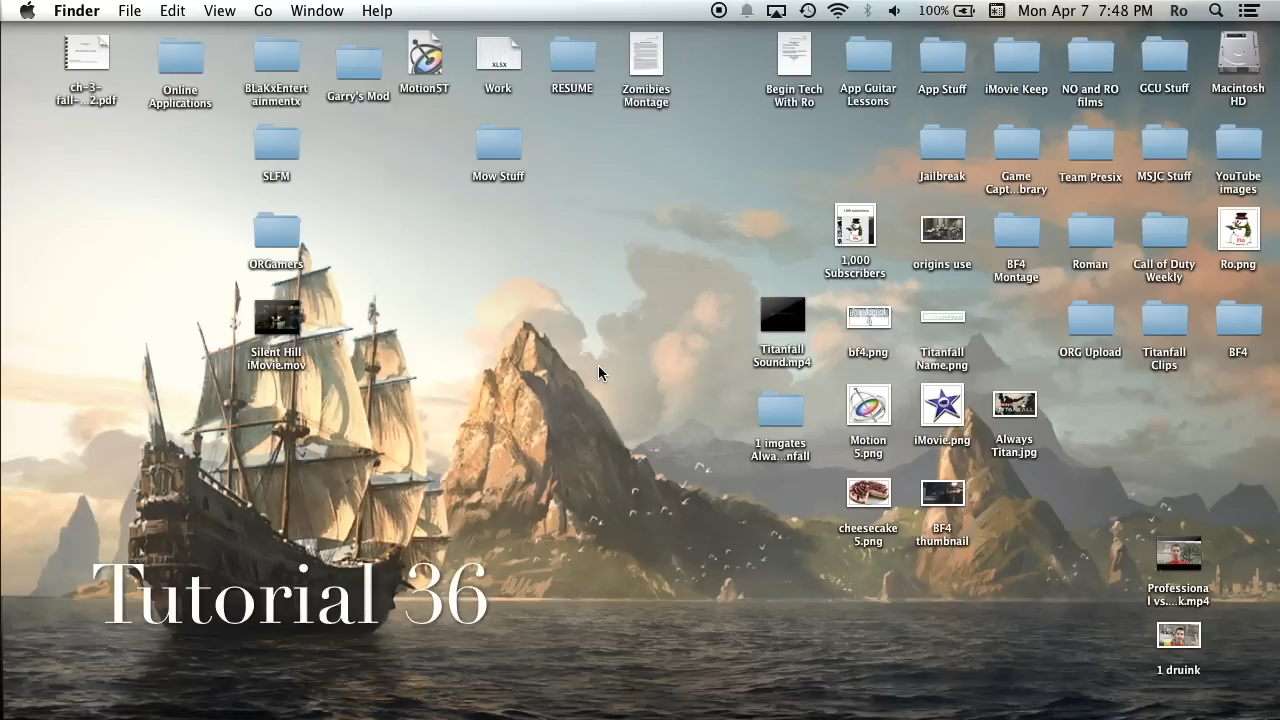 Finder File Edit View Go Window Help 100% Mon Apr 7 7:48 PM Ro
ch-3-
fall-...2.pdf
Online
Applications
BLaKxEntert
ainmentx
Garry's Mod
Motion5T
XLSX
Work
RESUME
Zomibies
Montage
Begin Tech
With Ro
App Guitar
Lessons
App Stuff
iMovie Keep
NO and RO
films
GCU Stuff
Macintosh
HD
SLFM
Mow Stuff
Jailbreak
Game
Capt...brary
Team Presix
MSJC Stuff
YouTube
images
ORGamers
1,000
Subscribers
origins use
BF4
Montage
Roman
Call of Duty
Weekly
Ro.png
Silent Hill
iMovie.mov
Titanfall
Sound.mp4
bf4.png
Titanfall
Name.png
ORG Upload
Titanfall
Clips
BF4
1 imgates
Alwa...nfall
Motion
5.png
iMovie.png
Always
Titan.jpg
cheesecake
5.png
BF4
thumbnail
Professiona
l vs....k.mp4
1 druink
Tutorial 36